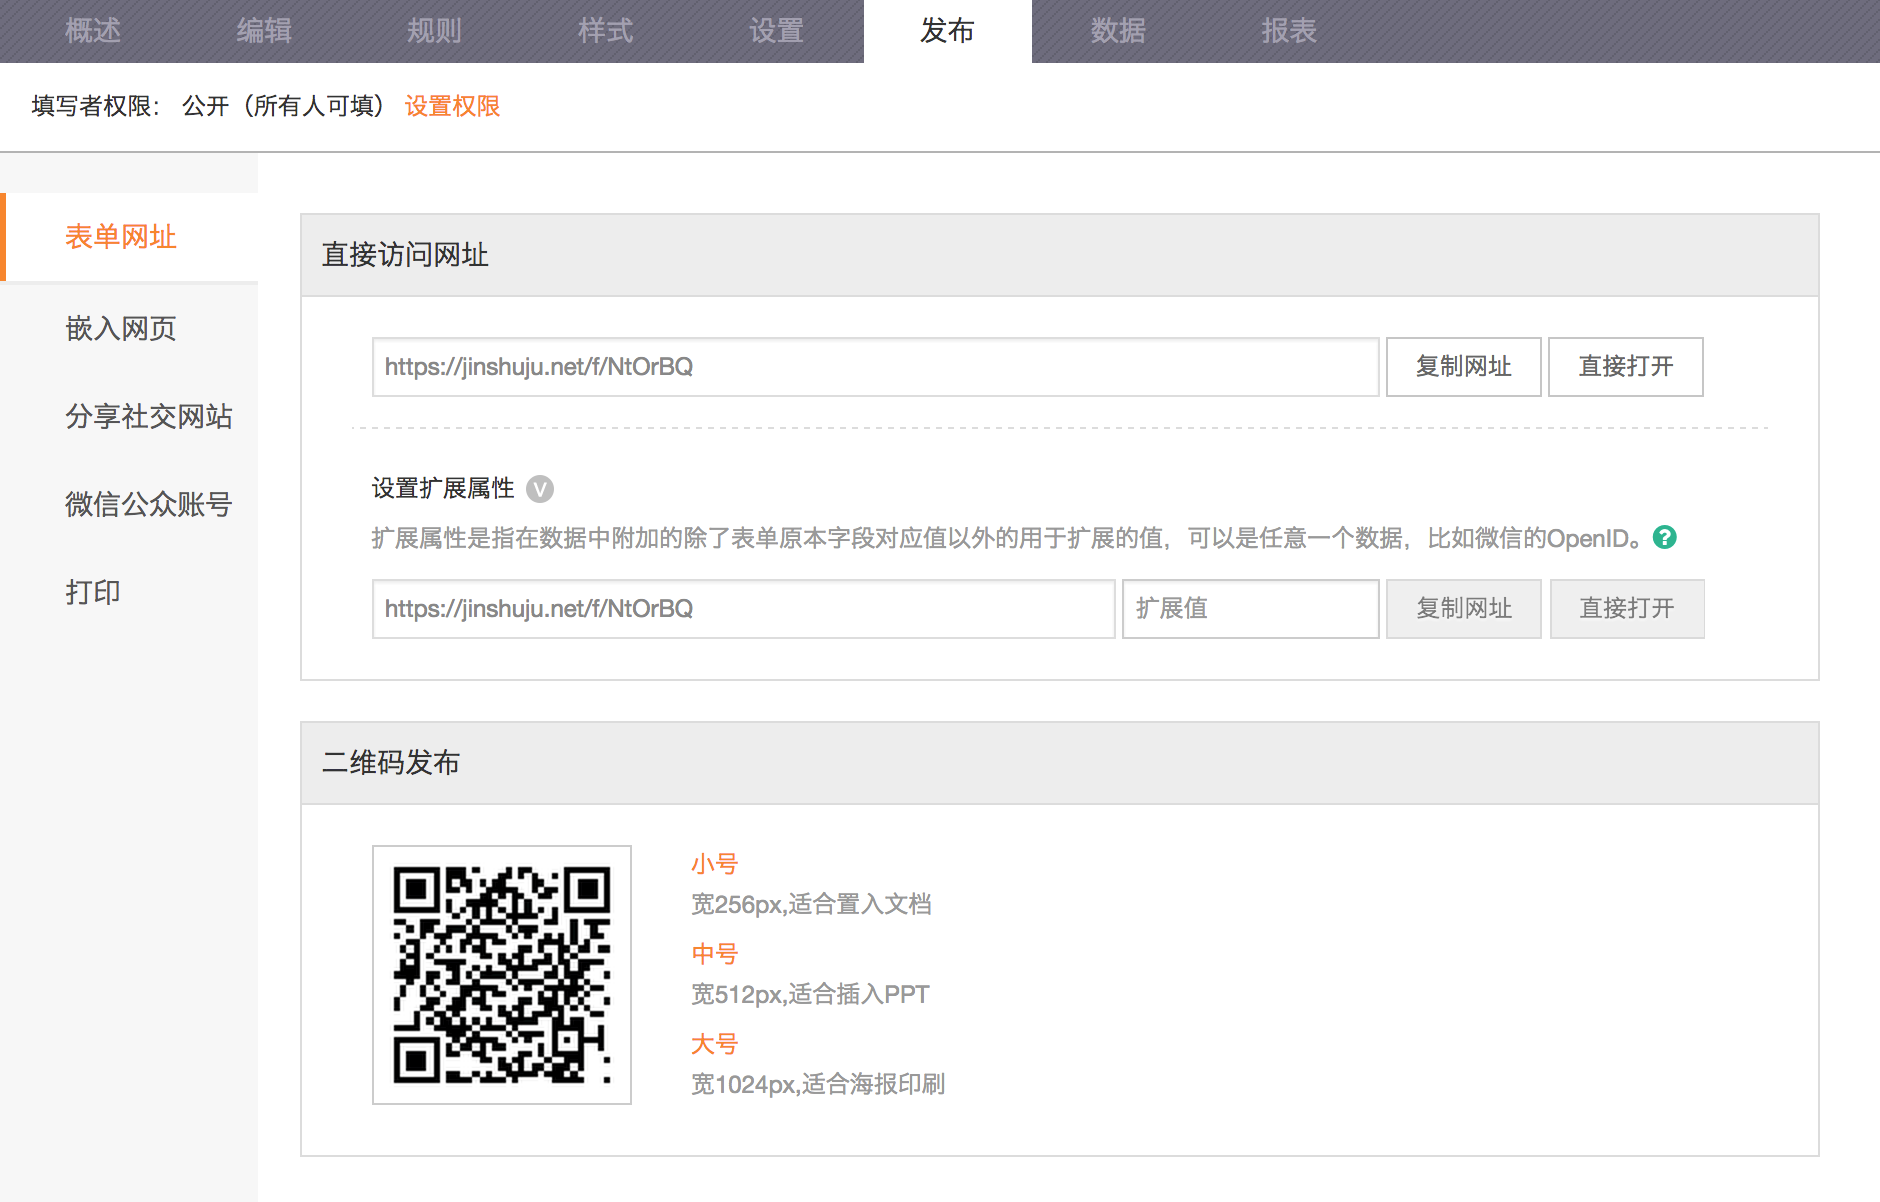 概述 编辑 规则 样式 设置 发布 数据 报表
填写者权限： 公开（所有人可填） 设置权限
表单网址
嵌入网页
分享社交网站
微信公众账号
打印
直接访问网址
https://jinshuju.net/f/NtOrBQ 复制网址 直接打开
设置扩展属性 V
扩展属性是指在数据中附加的除了表单原本字段对应值以外的用于扩展的值，可以是任意一个数据，比如微信的OpenID。 ?
https://jinshuju.net/f/NtOrBQ 扩展值 复制网址 直接打开
二维码发布
小号
宽256px,适合置入文档
中号
宽512px,适合插入PPT
大号
宽1024px,适合海报印刷